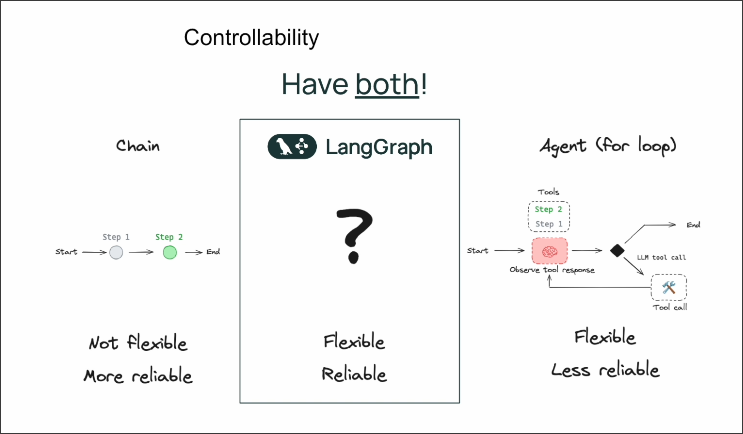 Controllability
Have both!
Chain
Step 1
Step 2
Start
End
Not flexible
More reliable
LangGraph
?
Flexible
Reliable
Agent (for loop)
Tools
Step 2
Step 1
Start
Observe tool response
End
LLM tool call
Tool call
Flexible
Less reliable